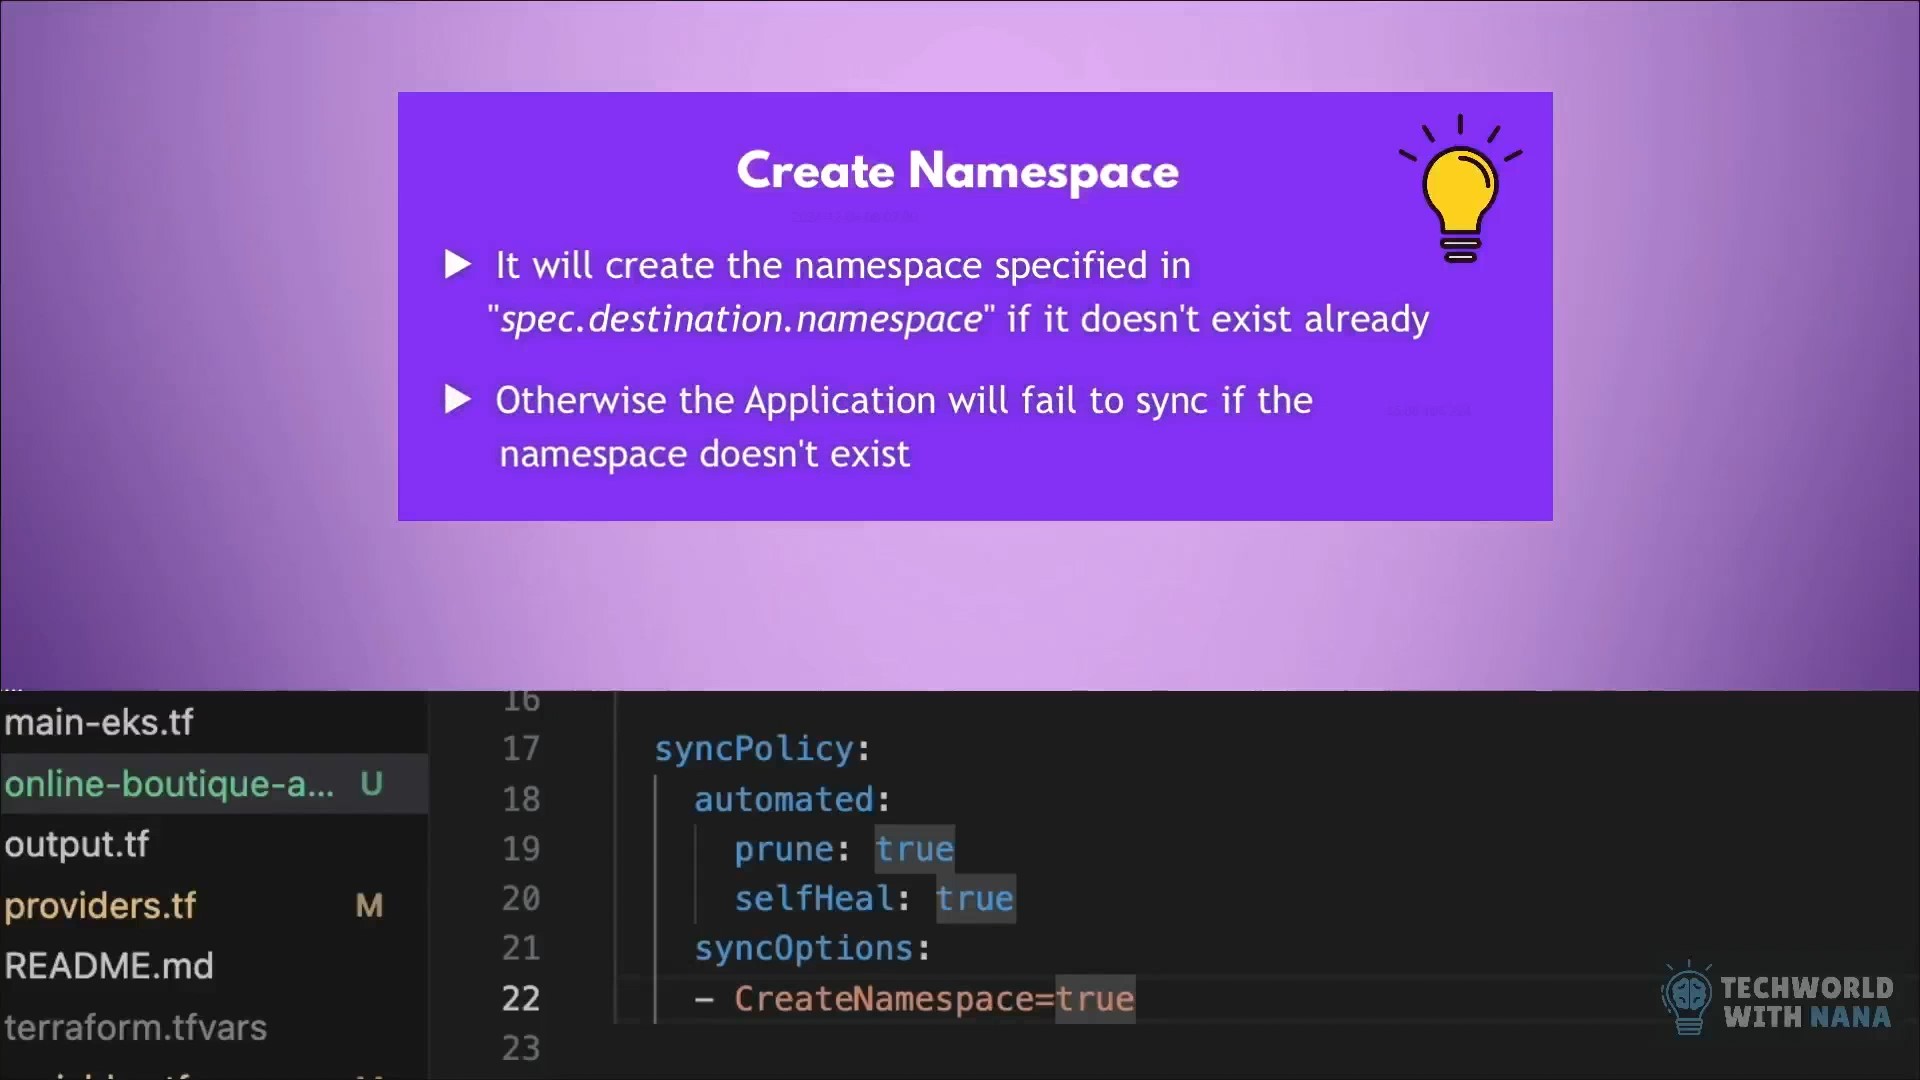 Create Namespace
It will create the namespace specified in
"spec.destination.namespace" if it doesn't exist already
Otherwise the Application will fail to sync if the
namespace doesn't exist
...
main-eks.tf
online-boutique-a... U
output.tf
providers.tf M
README.md
terraform.tfvars
16
17 syncPolicy:
18 automated:
19 prune: true
20 selfHeal: true
21 syncOptions:
22 - CreateNamespace=true
23
TECHWORLD
WITH NANA